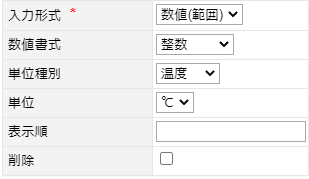 入力形式 * 数値(範囲)
数値書式 整数
単位種別 温度
単位 ℃
表示順
削除